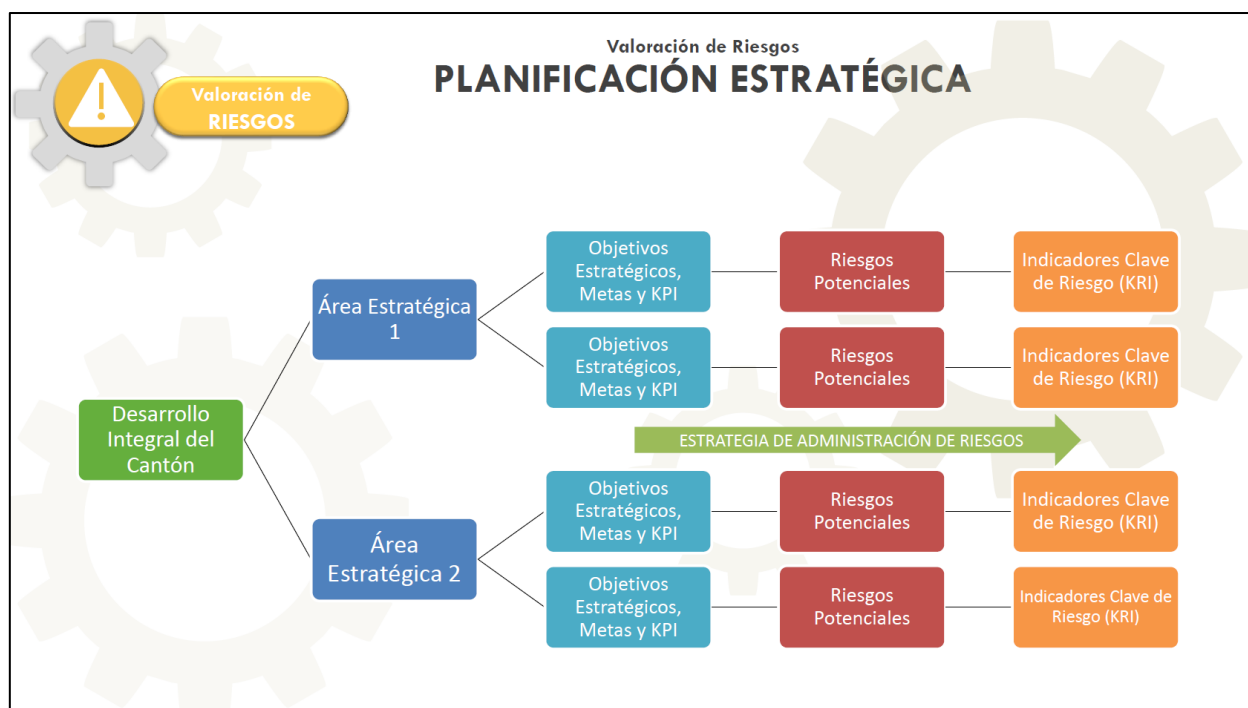 Valoración de Riesgos
PLANIFICACIÓN ESTRATÉGICA
Valoración de
RIESGOS
Desarrollo
Integral del
Cantón
Área Estratégica
1
Objetivos
Estratégicos,
Metas y KPI
Riesgos
Potenciales
Indicadores Clave
de Riesgo (KRI)
Objetivos
Estratégicos,
Metas y KPI
Riesgos
Potenciales
Indicadores Clave
de Riesgo (KRI)
ESTRATEGIA DE ADMINISTRACIÓN DE RIESGOS
Área
Estratégica 2
Objetivos
Estratégicos,
Metas y KPI
Riesgos
Potenciales
Indicadores Clave
de Riesgo (KRI)
Objetivos
Estratégicos,
Metas y KPI
Riesgos
Potenciales
Indicadores Clave de
Riesgo (KRI)